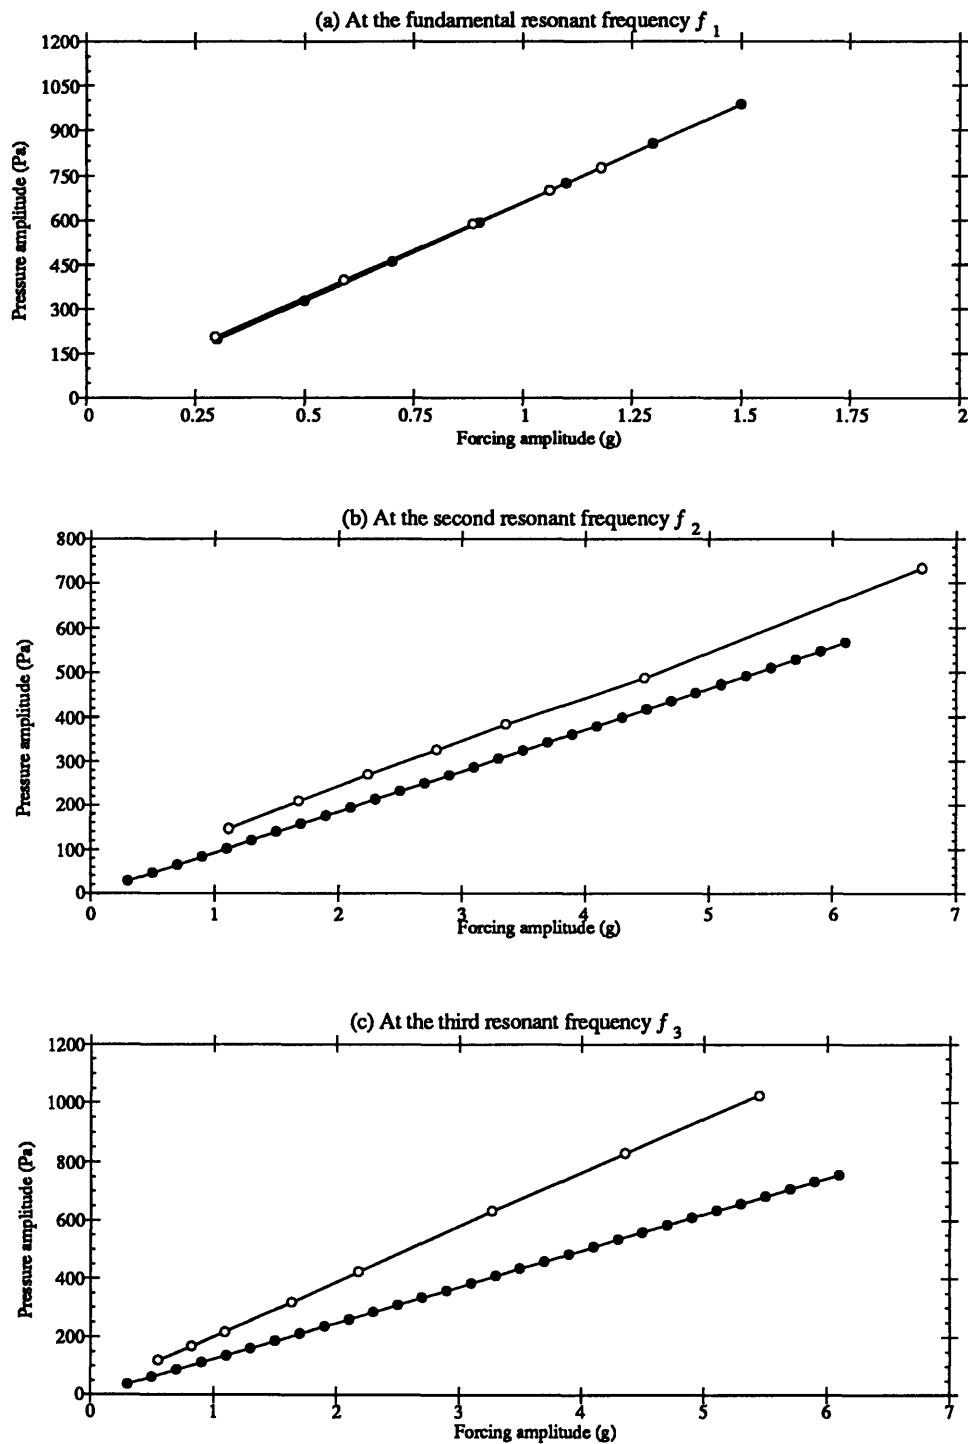 (a) At the fundamental resonant frequency f 1
1200
1050
900
750
600
450
300
150
0
Pressure amplitude (Pa)
0 0.25 0.5 0.75 1 1.25 1.5 1.75 2
Forcing amplitude (g)
(b) At the second resonant frequency f 2
800
700
600
500
400
300
200
100
0
Pressure amplitude (Pa)
0 1 2 3 4 5 6 7
Forcing amplitude (g)
(c) At the third resonant frequency f 3
1200
1000
800
600
400
200
0
Pressure amplitude (Pa)
0 1 2 3 4 5 6 7
Forcing amplitude (g)